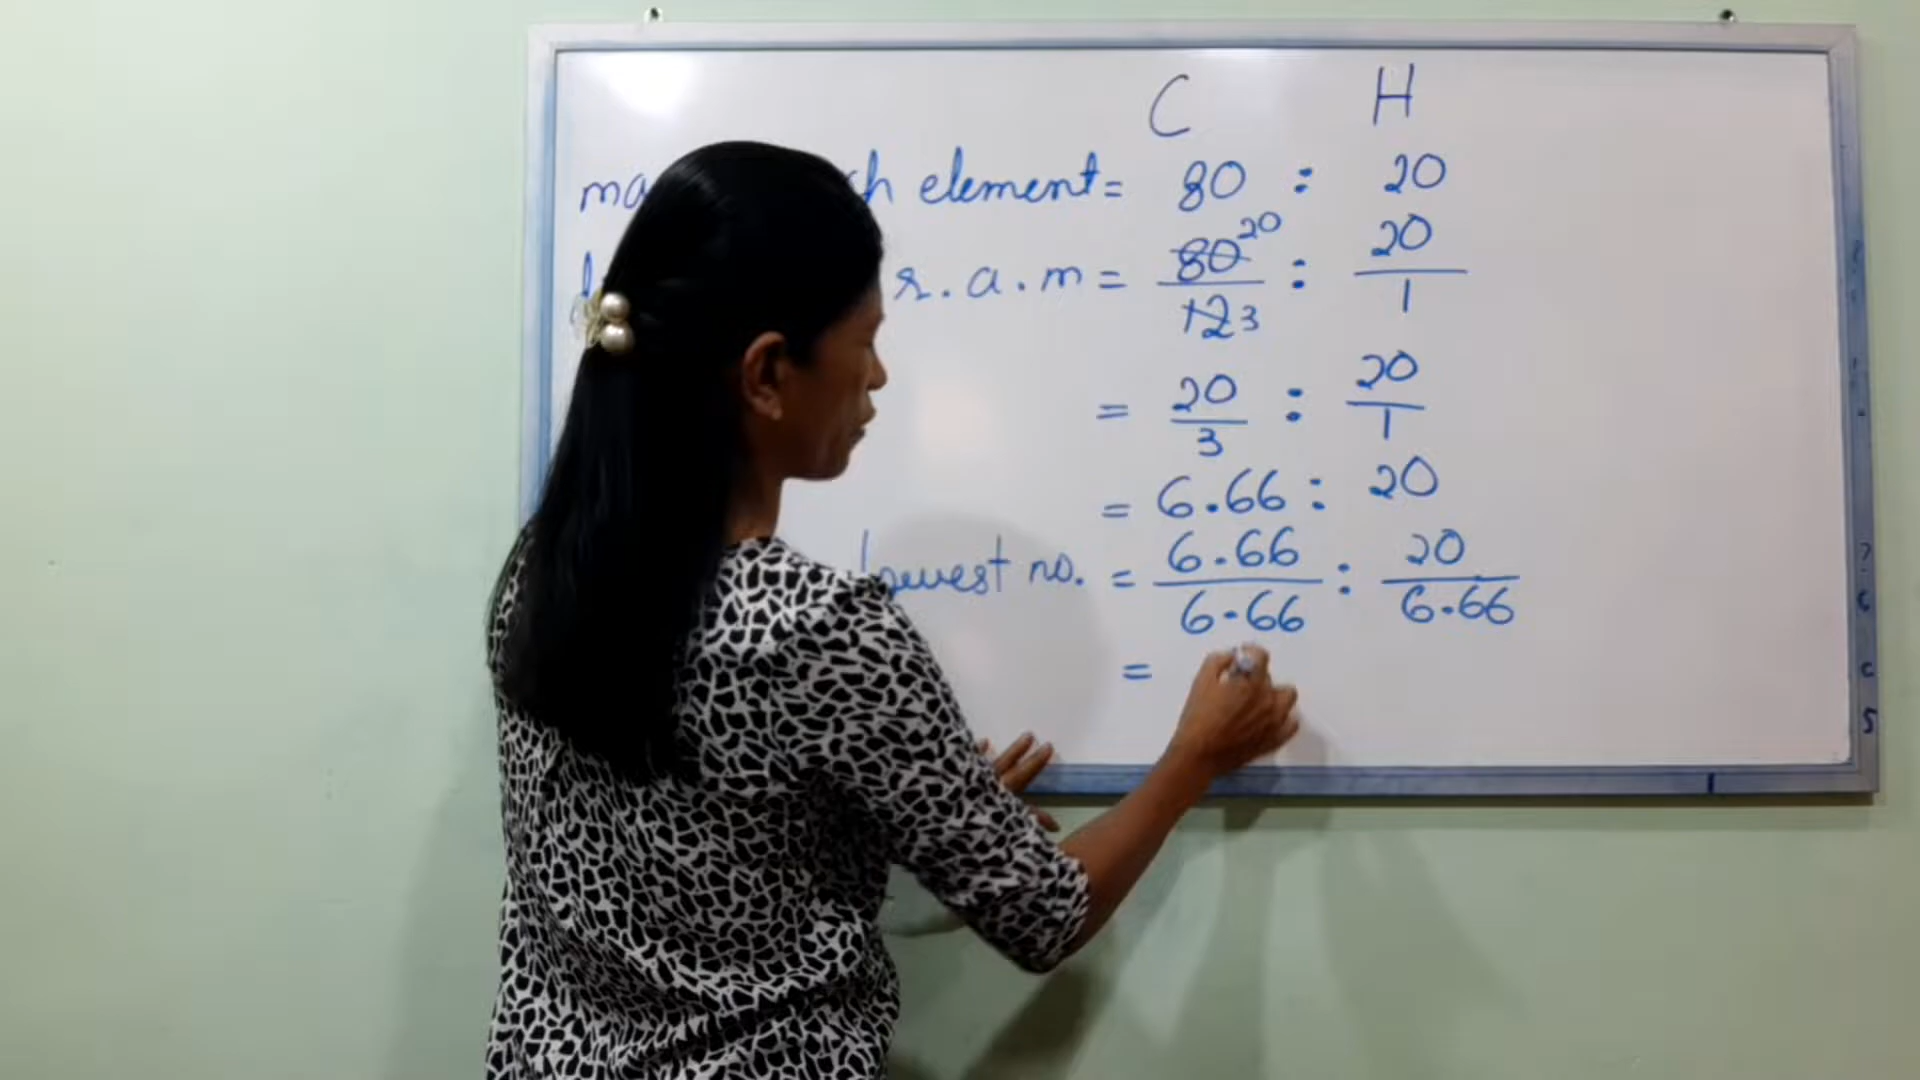 C H
element = 80 : 20
r.a.m = 80 20 / 12 3 : 20 / 1
= 20 / 3 : 20 / 1
= 6.66 : 20
lowest no. = 6.66 / 6.66 : 20 / 6.66
=